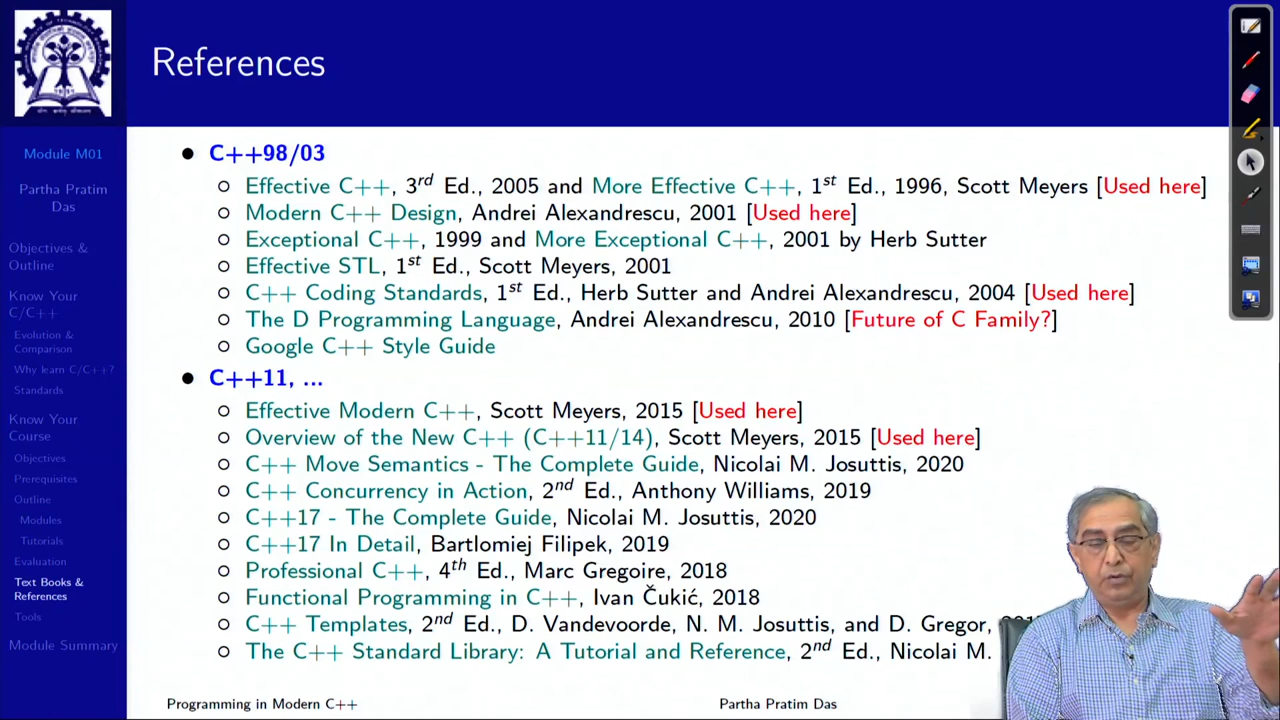 References
Module M01
Partha Pratim
Das
Objectives &
Outline
Know Your
C/C++
Evolution &
Comparison
Why learn C/C++?
Standards
Know Your
Course
Objectives
Prerequisites
Outline
Modules
Tutorials
Evaluation
Text Books &
References
Tools
Module Summary
● C++98/03
○ Effective C++, 3rd Ed., 2005 and More Effective C++, 1st Ed., 1996, Scott Meyers [Used here]
○ Modern C++ Design, Andrei Alexandrescu, 2001 [Used here]
○ Exceptional C++, 1999 and More Exceptional C++, 2001 by Herb Sutter
○ Effective STL, 1st Ed., Scott Meyers, 2001
○ C++ Coding Standards, 1st Ed., Herb Sutter and Andrei Alexandrescu, 2004 [Used here]
○ The D Programming Language, Andrei Alexandrescu, 2010 [Future of C Family?]
○ Google C++ Style Guide
● C++11, ...
○ Effective Modern C++, Scott Meyers, 2015 [Used here]
○ Overview of the New C++ (C++11/14), Scott Meyers, 2015 [Used here]
○ C++ Move Semantics - The Complete Guide, Nicolai M. Josuttis, 2020
○ C++ Concurrency in Action, 2nd Ed., Anthony Williams, 2019
○ C++17 - The Complete Guide, Nicolai M. Josuttis, 2020
○ C++17 In Detail, Bartlomiej Filipek, 2019
○ Professional C++, 4th Ed., Marc Gregoire, 2018
○ Functional Programming in C++, Ivan Čukić, 2018
○ C++ Templates, 2nd Ed., D. Vandevoorde, N. M. Josuttis, and D. Gregor,
○ The C++ Standard Library: A Tutorial and Reference, 2nd Ed., Nicolai M.
Programming in Modern C++
Partha Pratim Das